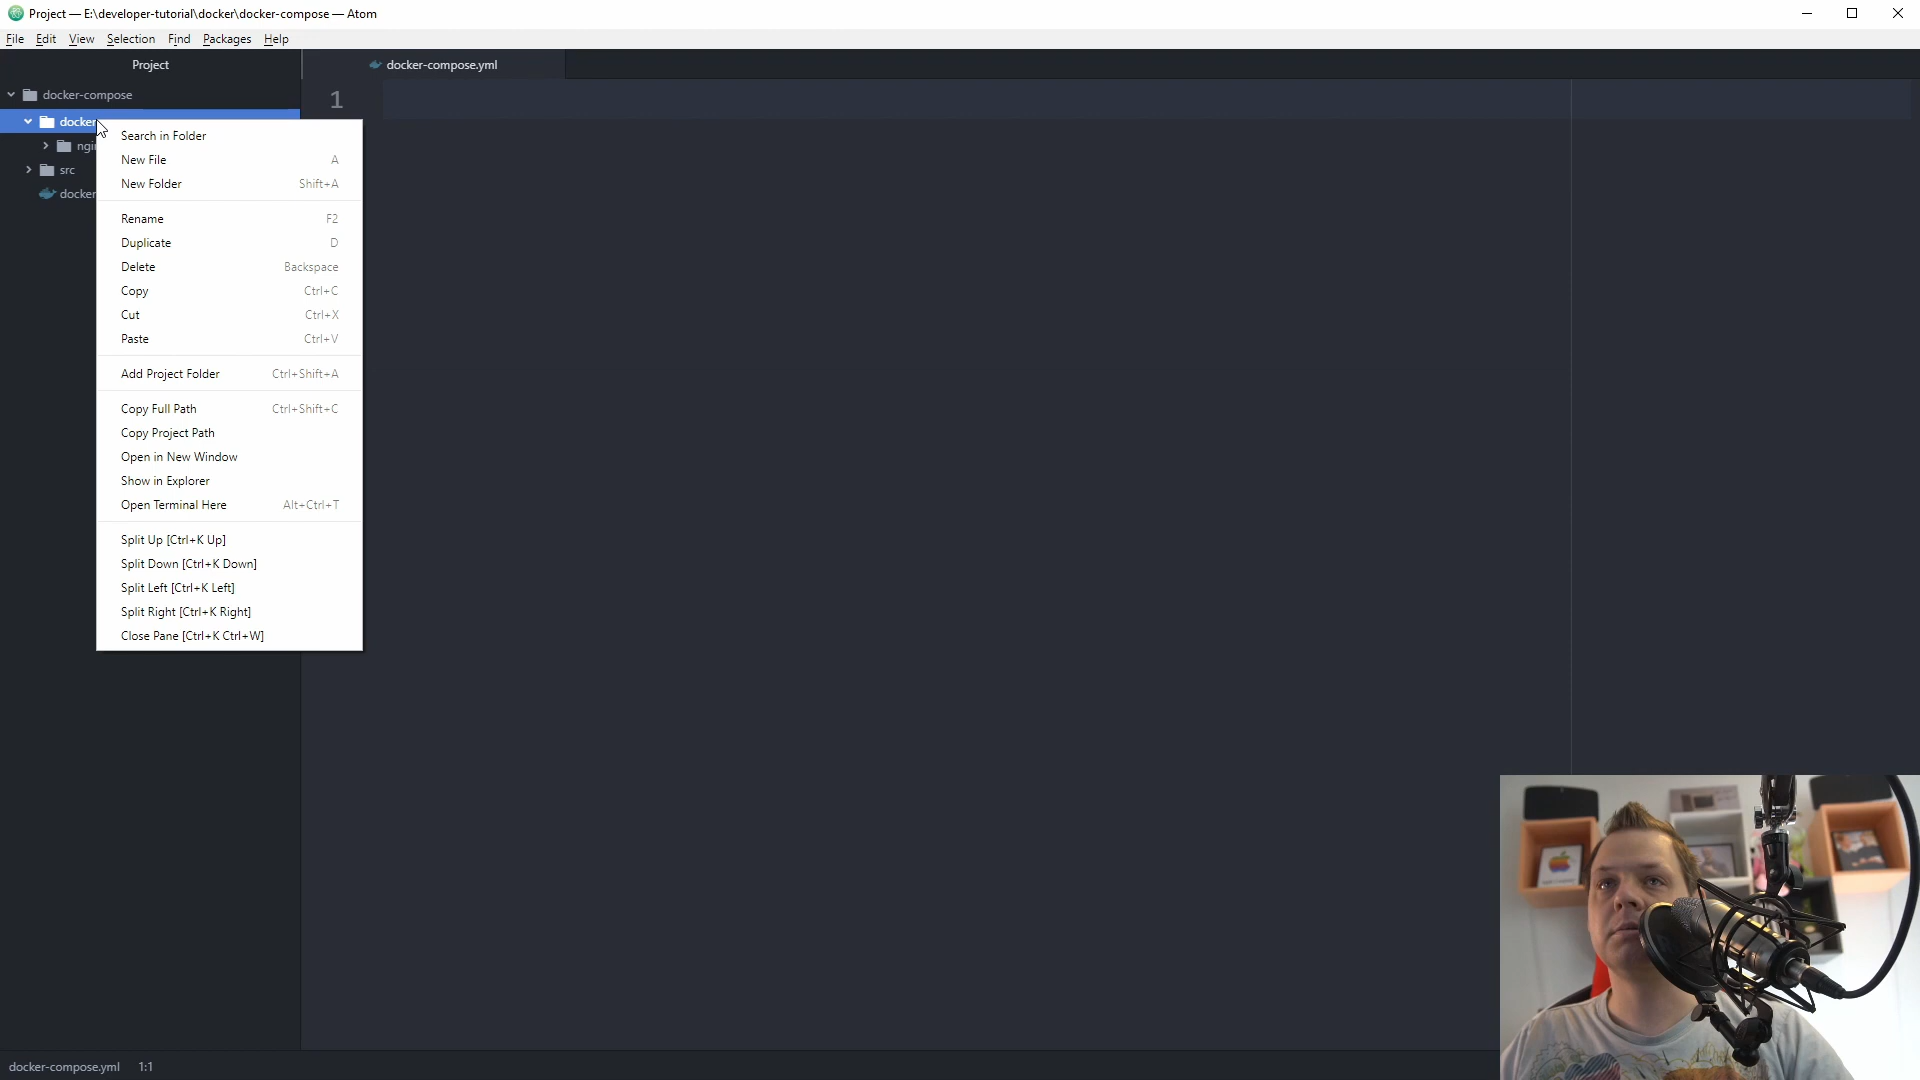 Project — E:\developer-tutorial\docker\docker-compose — Atom
File Edit View Selection Find Packages Help
Project
docker-compose.yml
docker-compose
1
docker
Search in Folder
New File A
src
New Folder Shift+A
docker
Rename F2
Duplicate D
Delete Backspace
Copy Ctrl+C
Cut Ctrl+X
Paste Ctrl+V
Add Project Folder Ctrl+Shift+A
Copy Full Path Ctrl+Shift+C
Copy Project Path
Open in New Window
Show in Explorer
Open Terminal Here Alt+Ctrl+T
Split Up [Ctrl+K Up]
Split Down [Ctrl+K Down]
Split Left [Ctrl+K Left]
Split Right [Ctrl+K Right]
Close Pane [Ctrl+K Ctrl+W]
docker-compose.yml 1:1